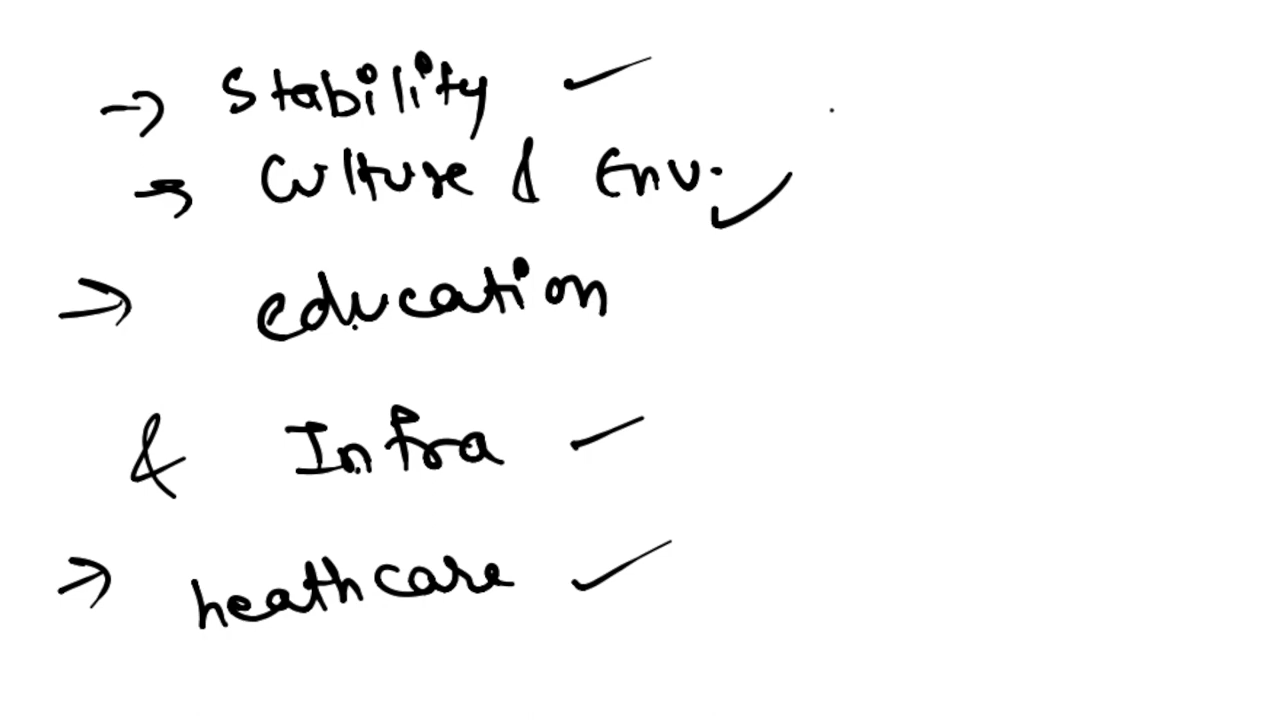 → Stability ✓
→ Culture & Env. ✓
→ education
& Infra ✓
→ heathcare ✓